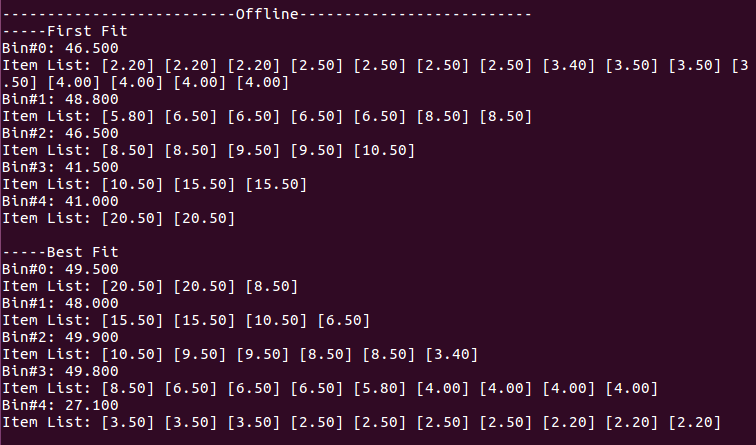 --------------------------Offline--------------------------
-----First Fit
Bin#0: 46.500
Item List: [2.20] [2.20] [2.20] [2.50] [2.50] [2.50] [2.50] [3.40] [3.50] [3.50] [3
.50] [4.00] [4.00] [4.00] [4.00]
Bin#1: 48.800
Item List: [5.80] [6.50] [6.50] [6.50] [6.50] [8.50] [8.50]
Bin#2: 46.500
Item List: [8.50] [8.50] [9.50] [9.50] [10.50]
Bin#3: 41.500
Item List: [10.50] [15.50] [15.50]
Bin#4: 41.000
Item List: [20.50] [20.50]
-----Best Fit
Bin#0: 49.500
Item List: [20.50] [20.50] [8.50]
Bin#1: 48.000
Item List: [15.50] [15.50] [10.50] [6.50]
Bin#2: 49.900
Item List: [10.50] [9.50] [9.50] [8.50] [8.50] [3.40]
Bin#3: 49.800
Item List: [8.50] [6.50] [6.50] [6.50] [5.80] [4.00] [4.00] [4.00] [4.00]
Bin#4: 27.100
Item List: [3.50] [3.50] [3.50] [2.50] [2.50] [2.50] [2.50] [2.20] [2.20] [2.20]